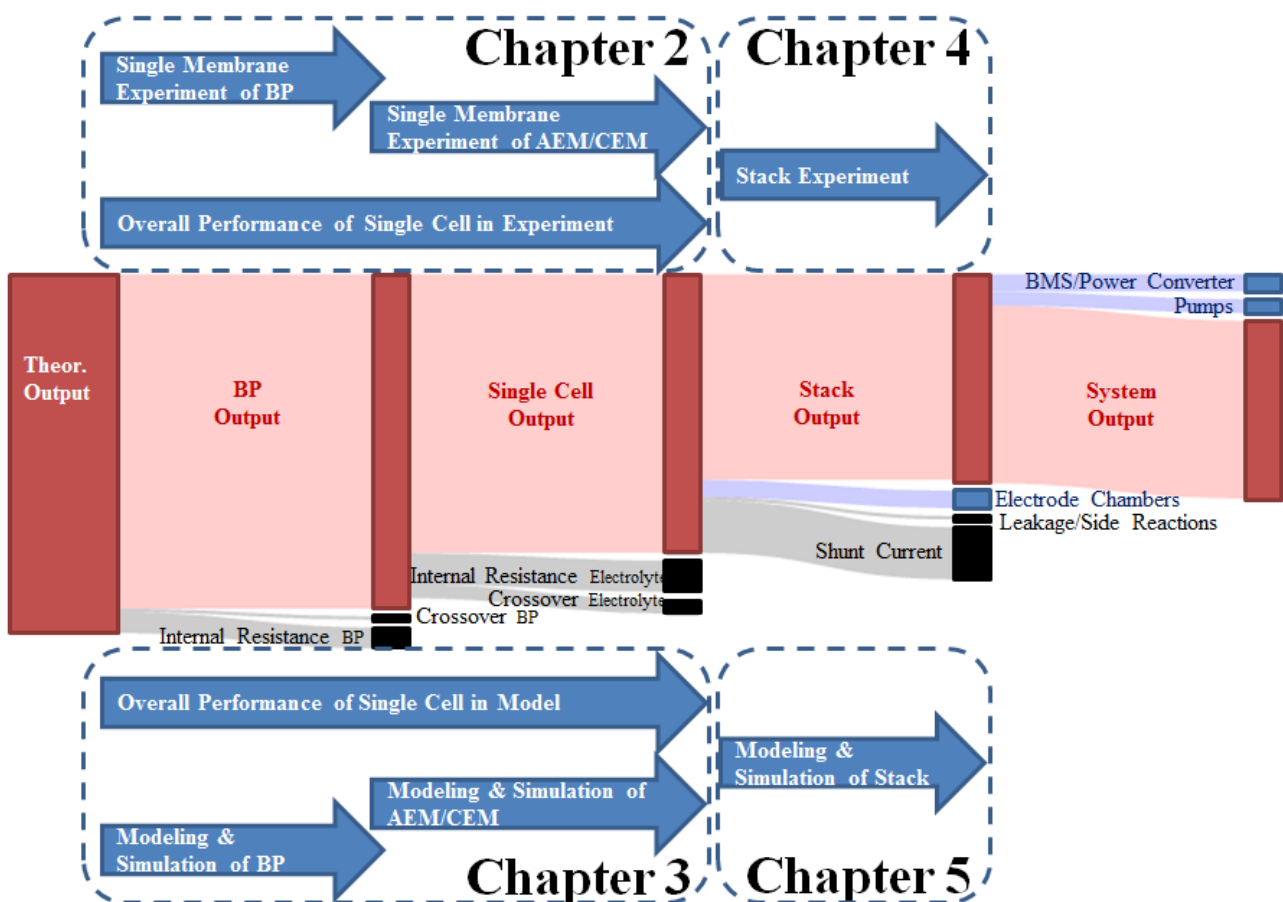 Chapter 2
Chapter 4
Single Membrane
Experiment of BP
Single Membrane
Experiment of AEM/CEM
Stack Experiment
Overall Performance of Single Cell in Experiment
BMS/Power Converter
Pumps
Theor.
Output
BP
Output
Single Cell
Output
Stack
Output
System
Output
Electrode Chambers
Leakage/Side Reactions
Shunt Current
Internal Resistance Electrolyte
Crossover Electrolyte
Crossover BP
Internal Resistance BP
Overall Performance of Single Cell in Model
Modeling &
Simulation of Stack
Modeling & Simulation of
AEM/CEM
Modeling &
Simulation of BP
Chapter 3
Chapter 5